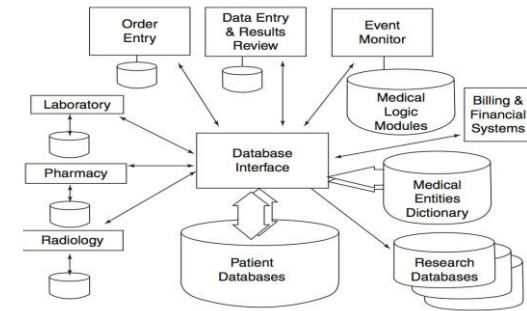 Order
Entry
Data Entry
& Results
Review
Event
Monitor
Laboratory
Medical
Logic
Modules
Billing &
Financial
Systems
Pharmacy
Database
Interface
Medical
Entities
Dictionary
Radiology
Patient
Databases
Research
Databases